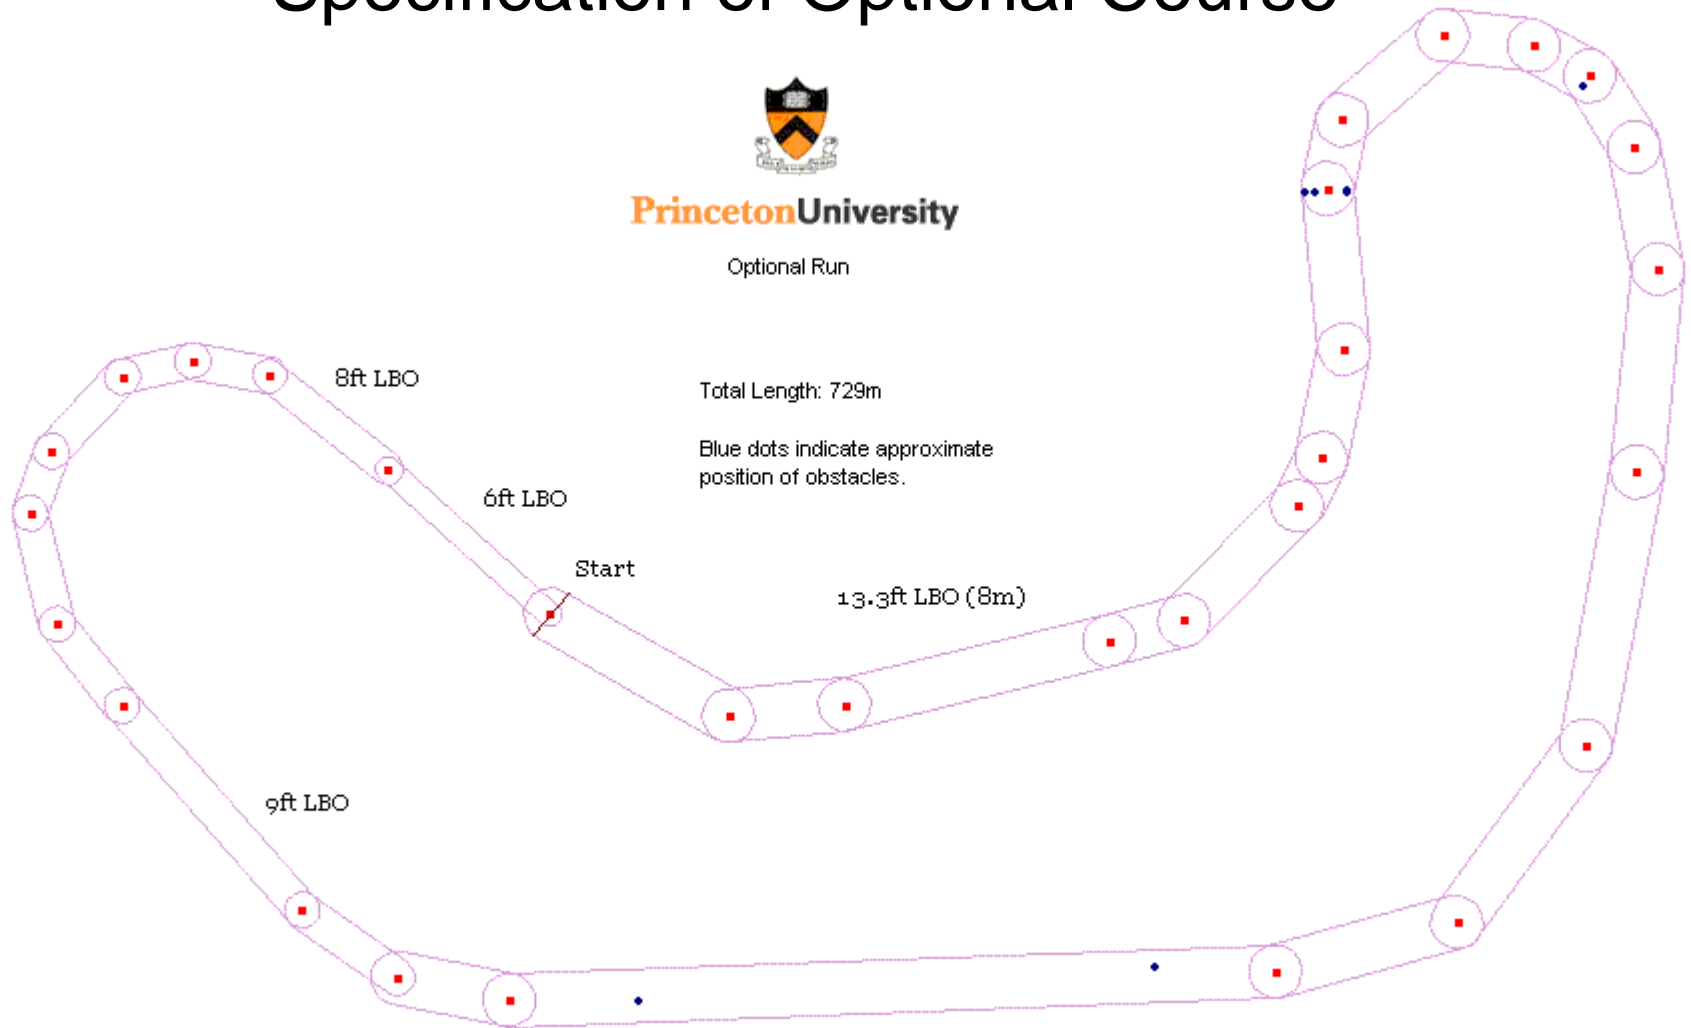 Specification of Optional Course
PrincetonUniversity
Optional Run
8ft LBO
Total Length: 729m
Blue dots indicate approximate
position of obstacles.
6ft LBO
Start
13.3ft LBO (8m)
9ft LBO